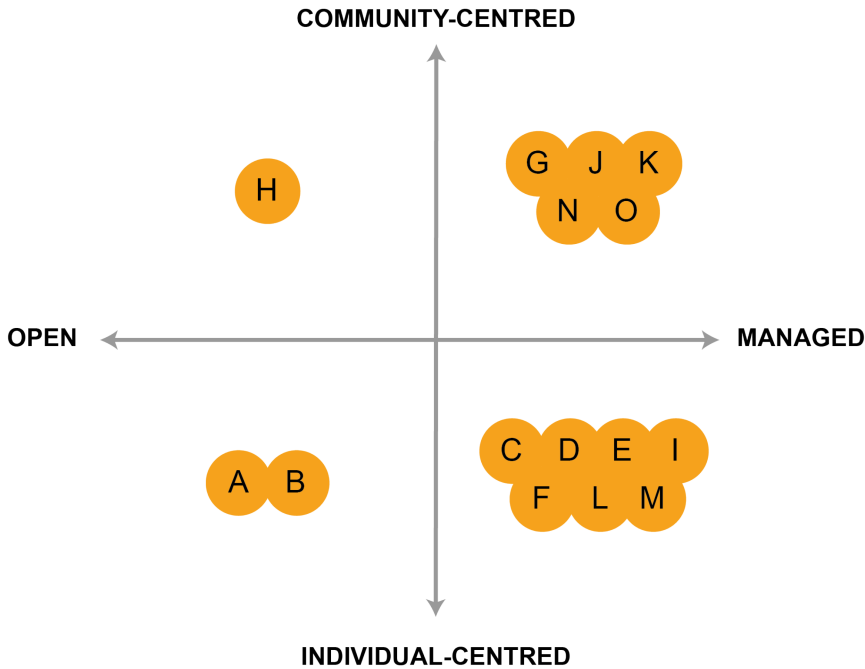 COMMUNITY-CENTRED
G J K
H
N O
OPEN
MANAGED
C D E I
A B
F L M
INDIVIDUAL-CENTRED